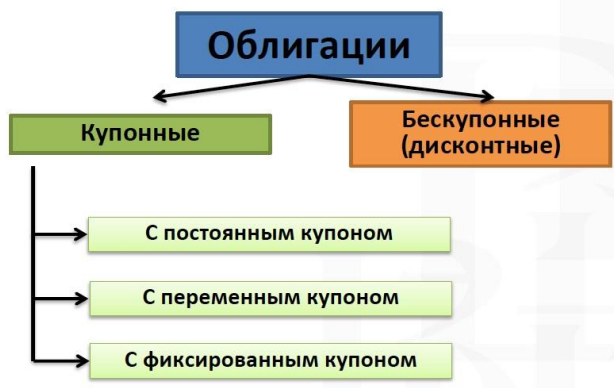 Облигации
Купонные
Бескупонные
(дисконтные)
С постоянным купоном
С переменным купоном
С фиксированным купоном